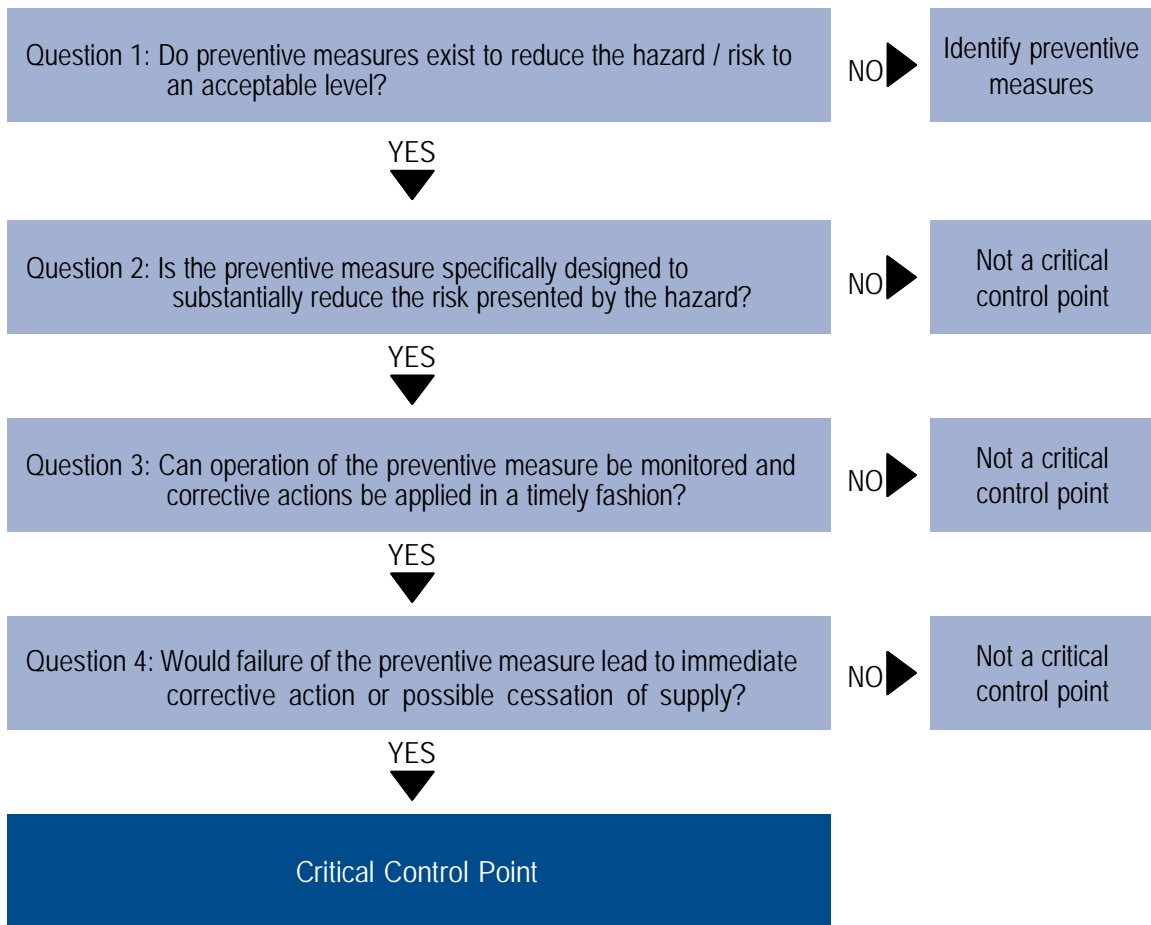 Question 1: Do preventive measures exist to reduce the hazard / risk to
an acceptable level?
NO
Identify preventive
measures
YES
Question 2: Is the preventive measure specifically designed to
substantially reduce the risk presented by the hazard?
NO
Not a critical
control point
YES
Question 3: Can operation of the preventive measure be monitored and
corrective actions be applied in a timely fashion?
NO
Not a critical
control point
YES
Question 4: Would failure of the preventive measure lead to immediate
corrective action or possible cessation of supply?
NO
Not a critical
control point
YES
Critical Control Point